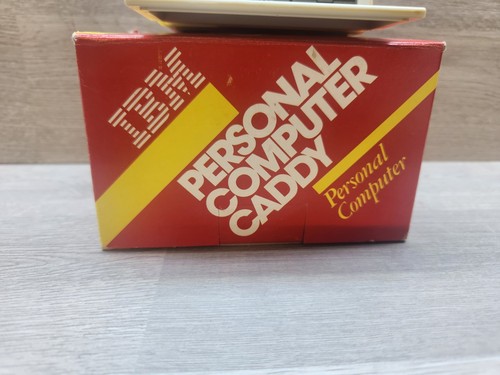 IBM
PERSONAL
COMPUTER
CADDY
Personal
Computer